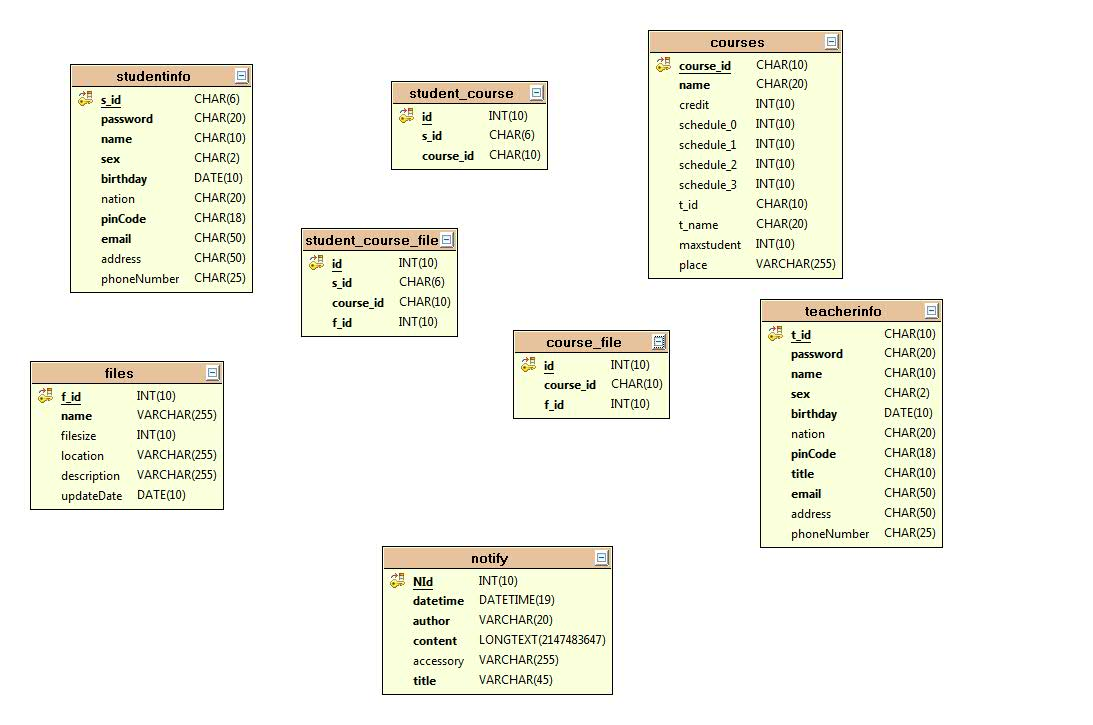 studentinfo
s_id CHAR(6)
password CHAR(20)
name CHAR(10)
sex CHAR(2)
birthday DATE(10)
nation CHAR(20)
pinCode CHAR(18)
email CHAR(50)
address CHAR(50)
phoneNumber CHAR(25)
student_course
id INT(10)
s_id CHAR(6)
course_id CHAR(10)
courses
course_id CHAR(10)
name CHAR(20)
credit INT(10)
schedule_0 INT(10)
schedule_1 INT(10)
schedule_2 INT(10)
schedule_3 INT(10)
t_id CHAR(10)
t_name CHAR(20)
maxstudent INT(10)
place VARCHAR(255)
student_course_file
id INT(10)
s_id CHAR(6)
course_id CHAR(10)
f_id INT(10)
course_file
id INT(10)
course_id CHAR(10)
f_id INT(10)
teacherinfo
t_id CHAR(10)
password CHAR(20)
name CHAR(10)
sex CHAR(2)
birthday DATE(10)
nation CHAR(20)
pinCode CHAR(18)
title CHAR(10)
email CHAR(50)
address CHAR(50)
phoneNumber CHAR(25)
files
f_id INT(10)
name VARCHAR(255)
filesize INT(10)
location VARCHAR(255)
description VARCHAR(255)
updateDate DATE(10)
notify
NId INT(10)
datetime DATETIME(19)
author VARCHAR(20)
content LONGTEXT(2147483647)
accessory VARCHAR(255)
title VARCHAR(45)